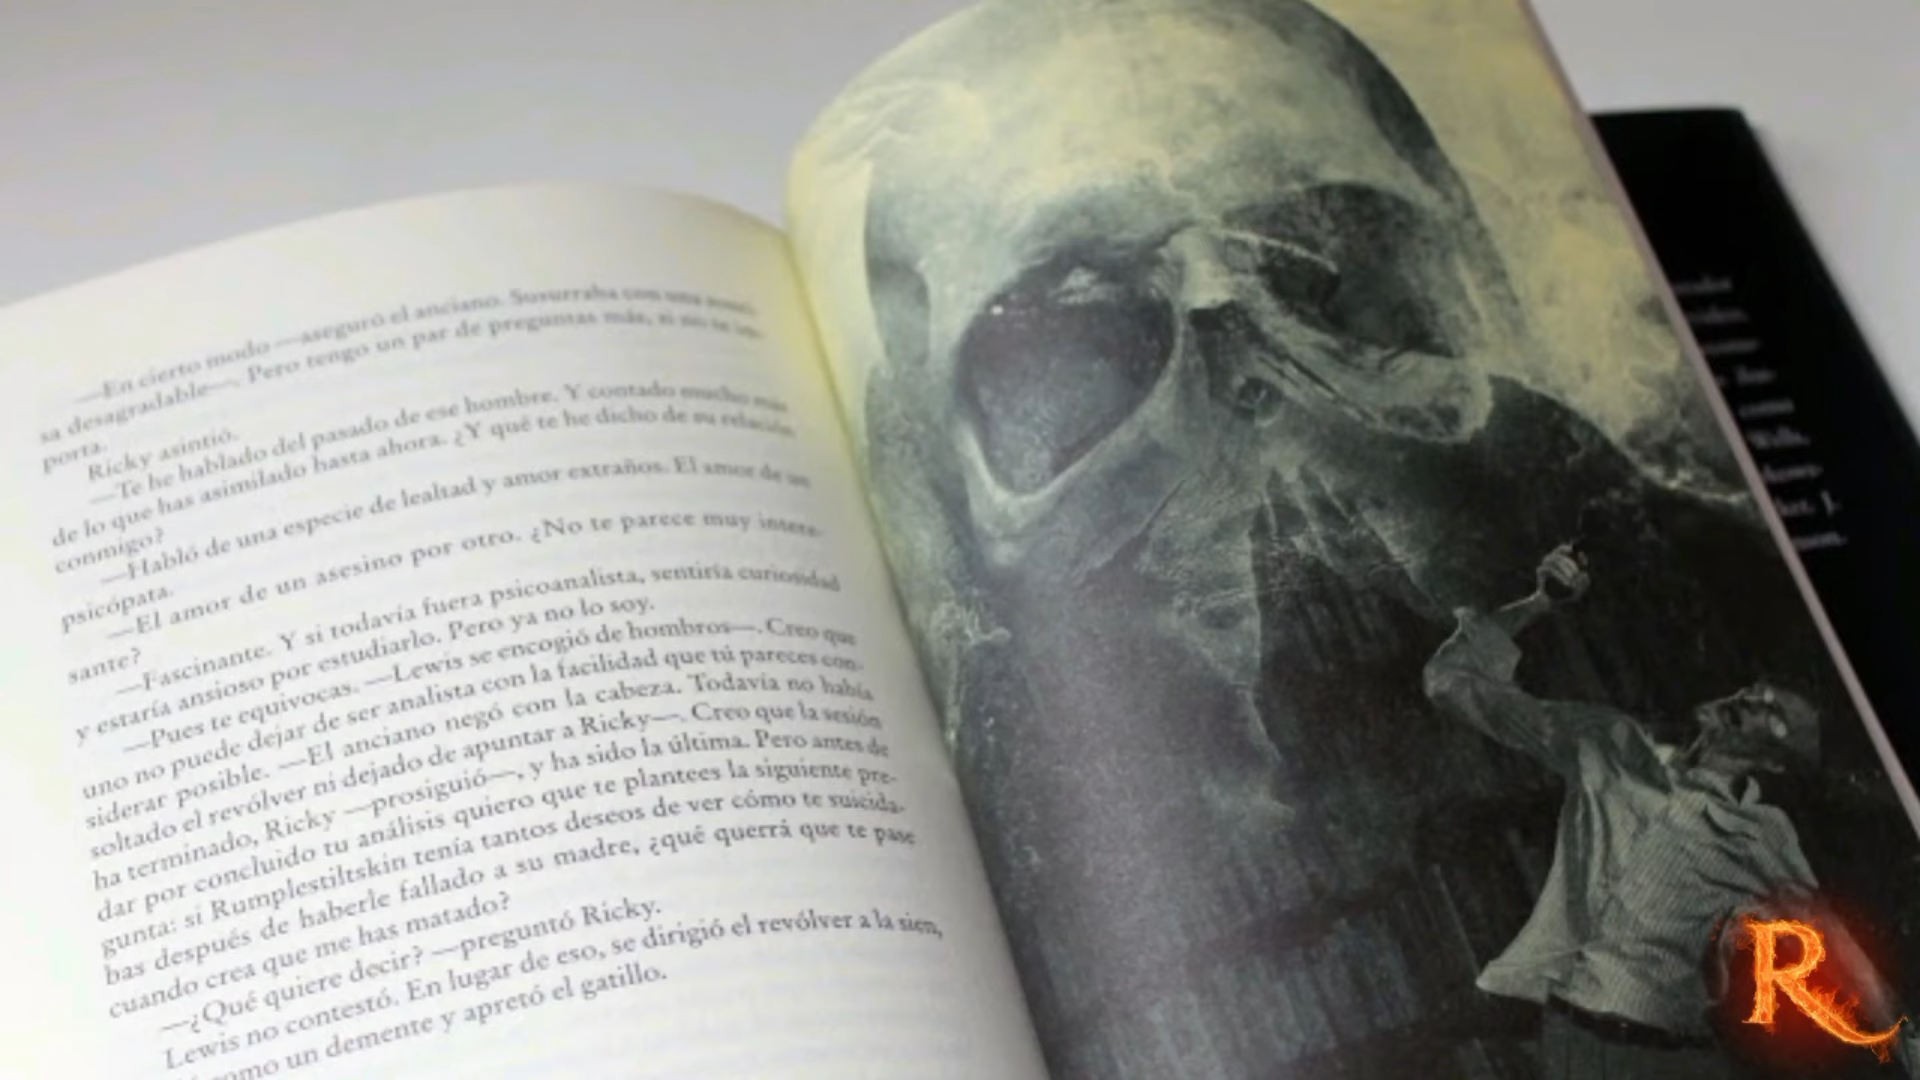 —En cierto modo —aseguró el anciano. Susurraba con una
sa desagradable—. Pero tengo un par de preguntas más, si no te im-
porta.
Ricky asintió.
—Te he hablado del pasado de ese hombre. Y contado mucho más
de lo que has asimilado hasta ahora. ¿Y qué te he dicho de su relación
conmigo?
—Habló de una especie de lealtad y amor extraños. El amor de un
psicópata.
—El amor de un asesino por otro. ¿No te parece muy intere-
sante?
—Fascinante. Y si todavía fuera psicoanalista, sentiría curiosidad
y estaría ansioso por estudiarlo. Pero ya no lo soy.
—Pues te equivocas. —Lewis se encogió de hombros—. Creo que
uno no puede dejar de ser analista con la facilidad que tú pareces con-
siderar posible. —El anciano negó con la cabeza. Todavía no había
soltado el revólver ni dejado de apuntar a Ricky—. Creo que la sesión
ha terminado, Ricky —prosiguió—, y ha sido la última. Pero antes de
dar por concluido tu análisis quiero que te plantees la siguiente pre-
gunta: si Rumplestiltskin tenía tantos deseos de ver cómo te suicida-
bas después de haberle fallado a su madre, ¿qué querrá que te pase
cuando crea que me has matado?
—¿Qué quiere decir? —preguntó Ricky.
Lewis no contestó. En lugar de eso, se dirigió el revólver a la sien,
como un demente y apretó el gatillo.
R